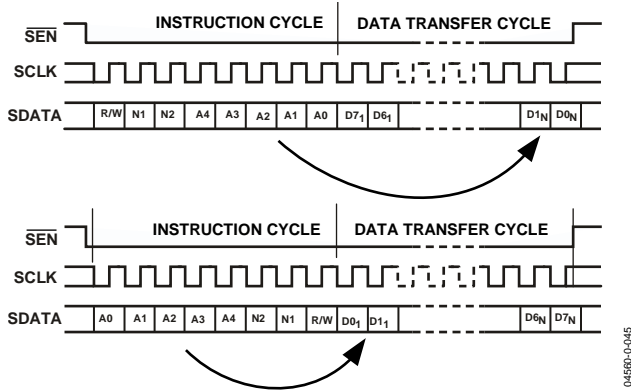 INSTRUCTION CYCLE DATA TRANSFER CYCLE
SEN
SCLK
SDATA R/W N1 N2 A4 A3 A2 A1 A0 D71 D61 D1N D0N
INSTRUCTION CYCLE DATA TRANSFER CYCLE
SEN
SCLK
SDATA A0 A1 A2 A3 A4 N2 N1 R/W D01 D11 D6N D7N
04560-0-045